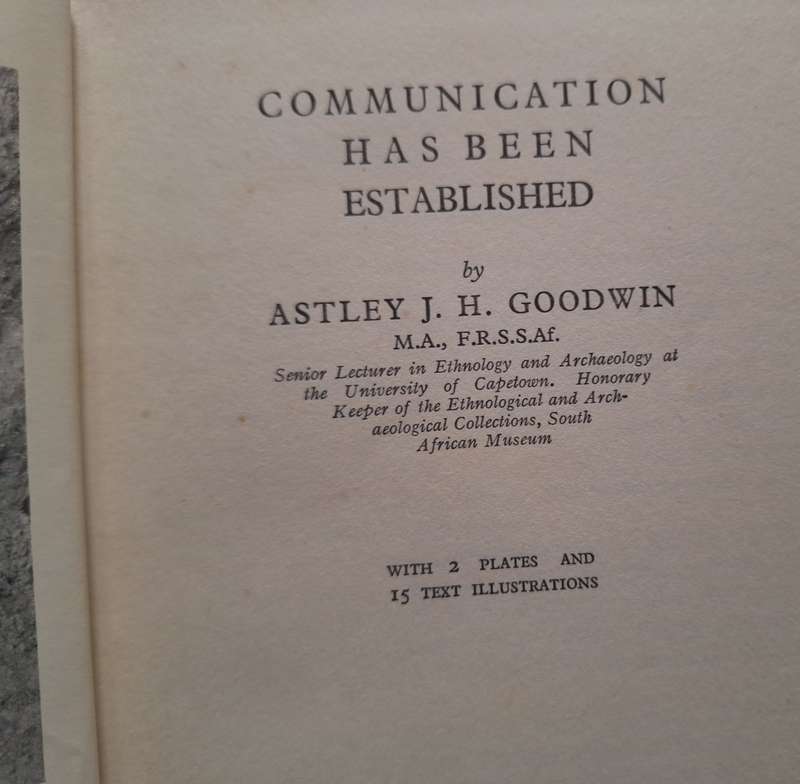 COMMUNICATION
HAS BEEN
ESTABLISHED
by
ASTLEY J. H. GOODWIN
M.A., F.R.S.S.Af.
Senior Lecturer in Ethnology and Archaeology at
the University of Capetown. Honorary
Keeper of the Ethnological and Arch-
aeological Collections, South
African Museum
WITH 2 PLATES AND
15 TEXT ILLUSTRATIONS